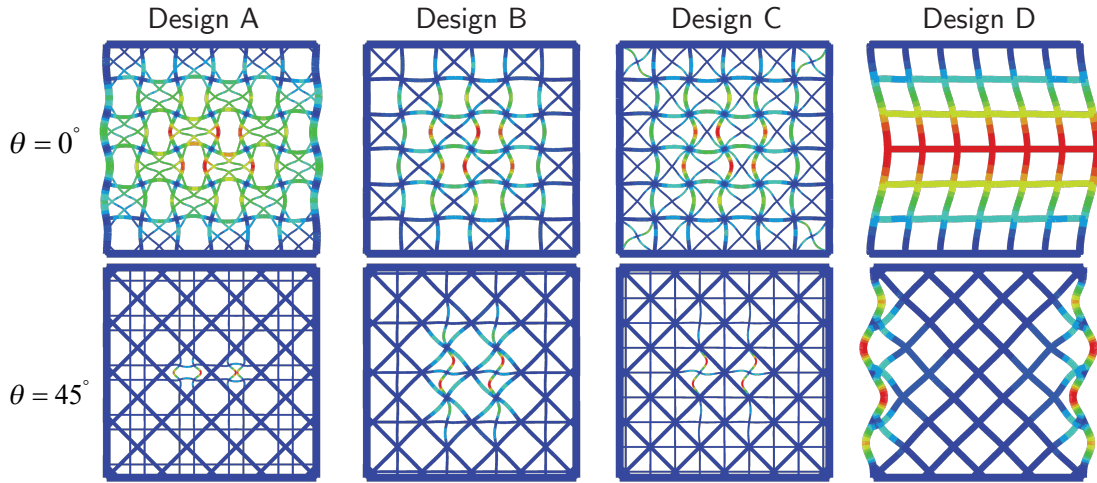 Design A Design B Design C Design D
θ = 0°
θ = 45°